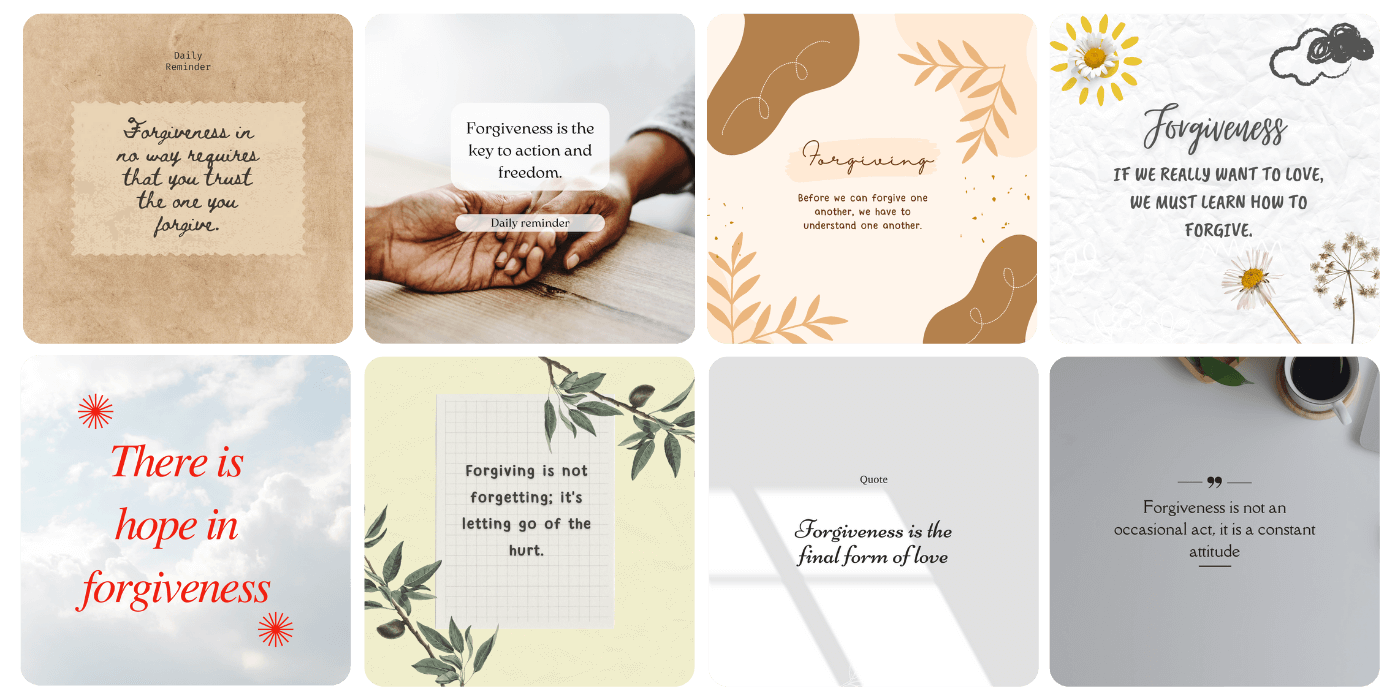 Daily
Reminder
Forgiveness in
no way requires
that you trust
the one you
forgive.
Forgiveness is the
key to action and
freedom.
Daily reminder
Forgiving
Before we can forgive one
another, we have to
understand one another.
Forgiveness
IF WE REALLY WANT TO LOVE,
WE MUST LEARN HOW TO
FORGIVE.
There is
hope in
forgiveness
Forgiving is not
forgetting; it's
letting go of the
hurt.
Quote
Forgiveness is the
final form of love
Forgiveness is not an
occasional act, it is a constant
attitude